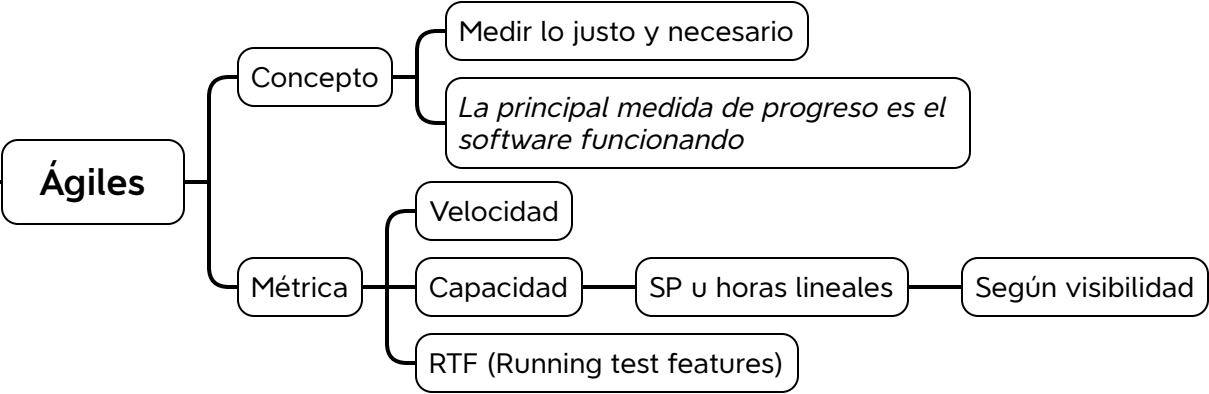 Ágiles
Concepto
Medir lo justo y necesario
La principal medida de progreso es el
software funcionando
Métrica
Velocidad
Capacidad
SP u horas lineales
Según visibilidad
RTF (Running test features)